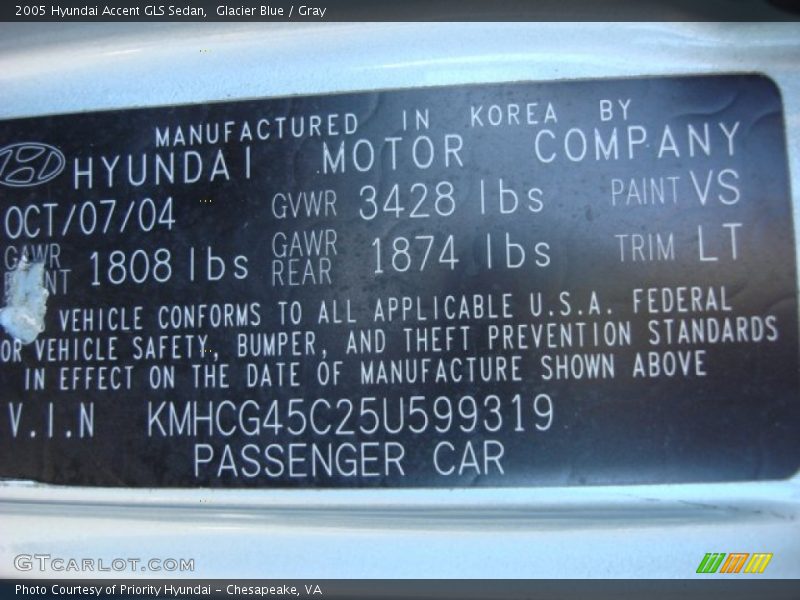 2005 Hyundai Accent GLS Sedan,  Glacier Blue / Gray
MANUFACTURED IN KOREA BY
HYUNDAI MOTOR COMPANY
OCT/07/04 GVWR 3428 lbs PAINT VS
GAWR 1808 lbs GAWR REAR 1874 lbs TRIM LT
VEHICLE CONFORMS TO ALL APPLICABLE U.S.A. FEDERAL
OR VEHICLE SAFETY, BUMPER, AND THEFT PREVENTION STANDARDS
IN EFFECT ON THE DATE OF MANUFACTURE SHOWN ABOVE
V.I.N KMHCG45C25U599319
PASSENGER CAR
GTCARLOT.COM
Photo Courtesy of Priority Hyundai - Chesapeake, VA